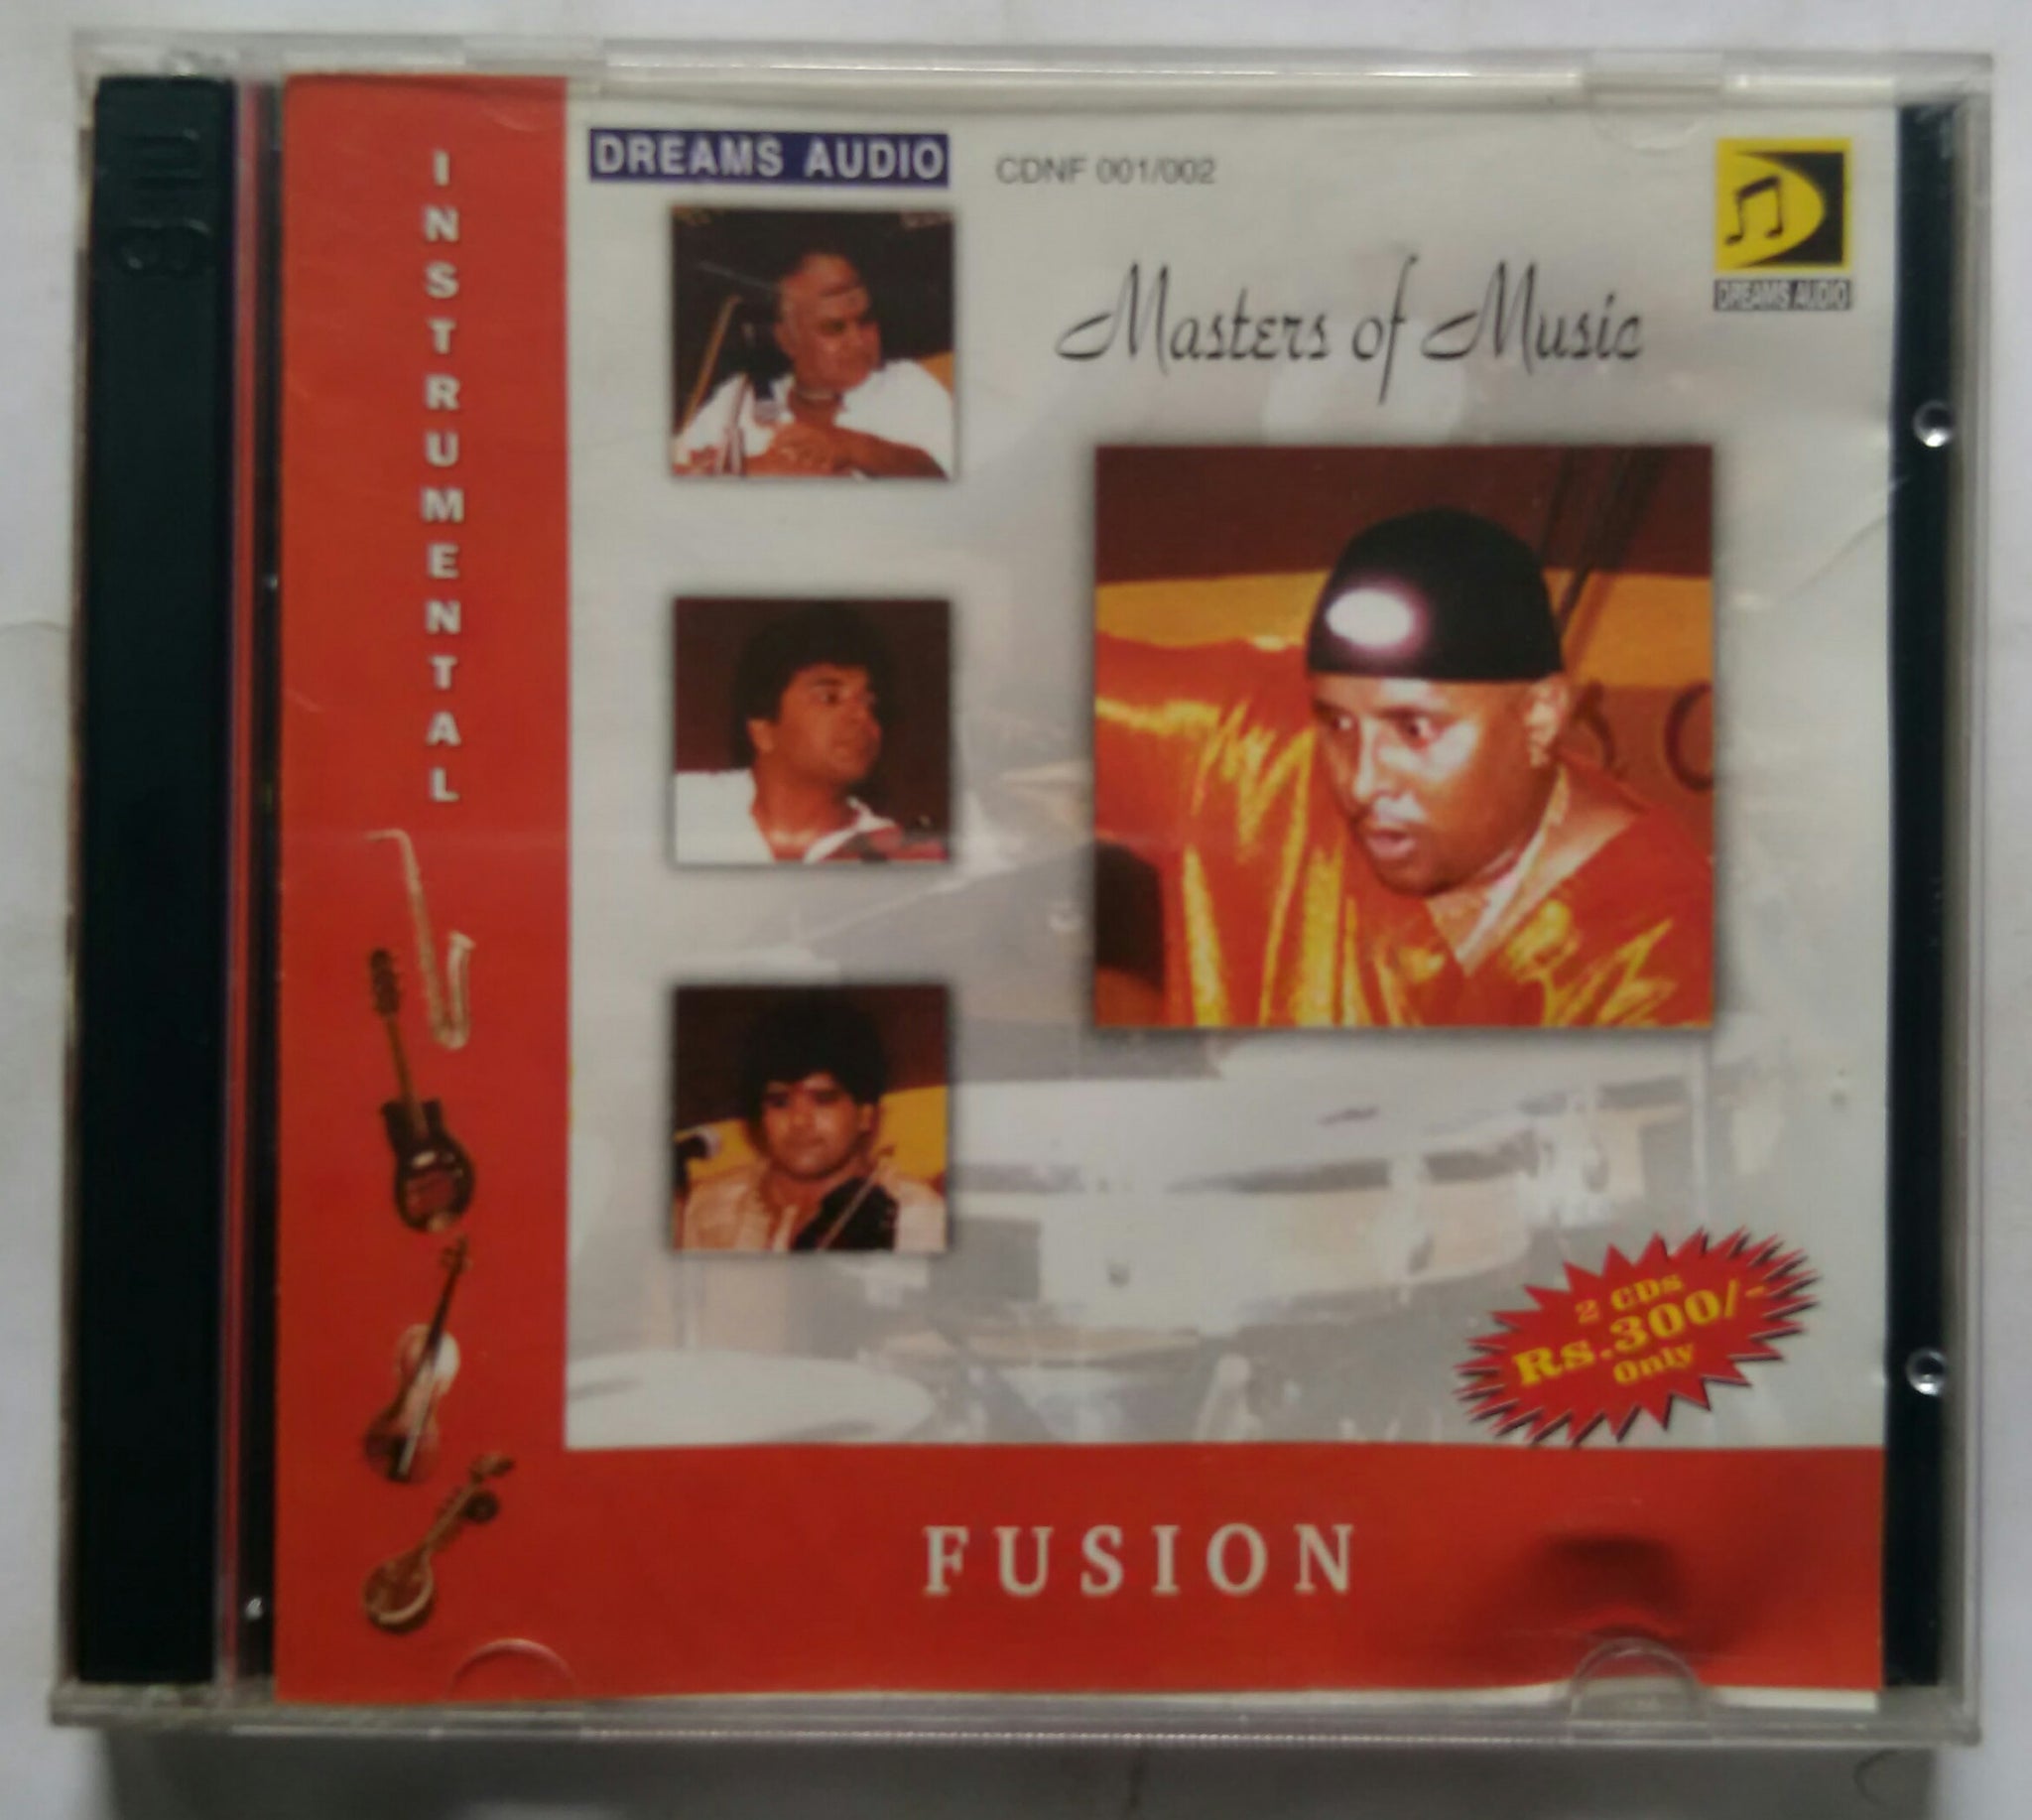 INSTRUMENTAL
DREAMS AUDIO
CDNF 001/002
DREAMS AUDIO
Masters of Music
2 CDs
Rs.300/-
Only
FUSION